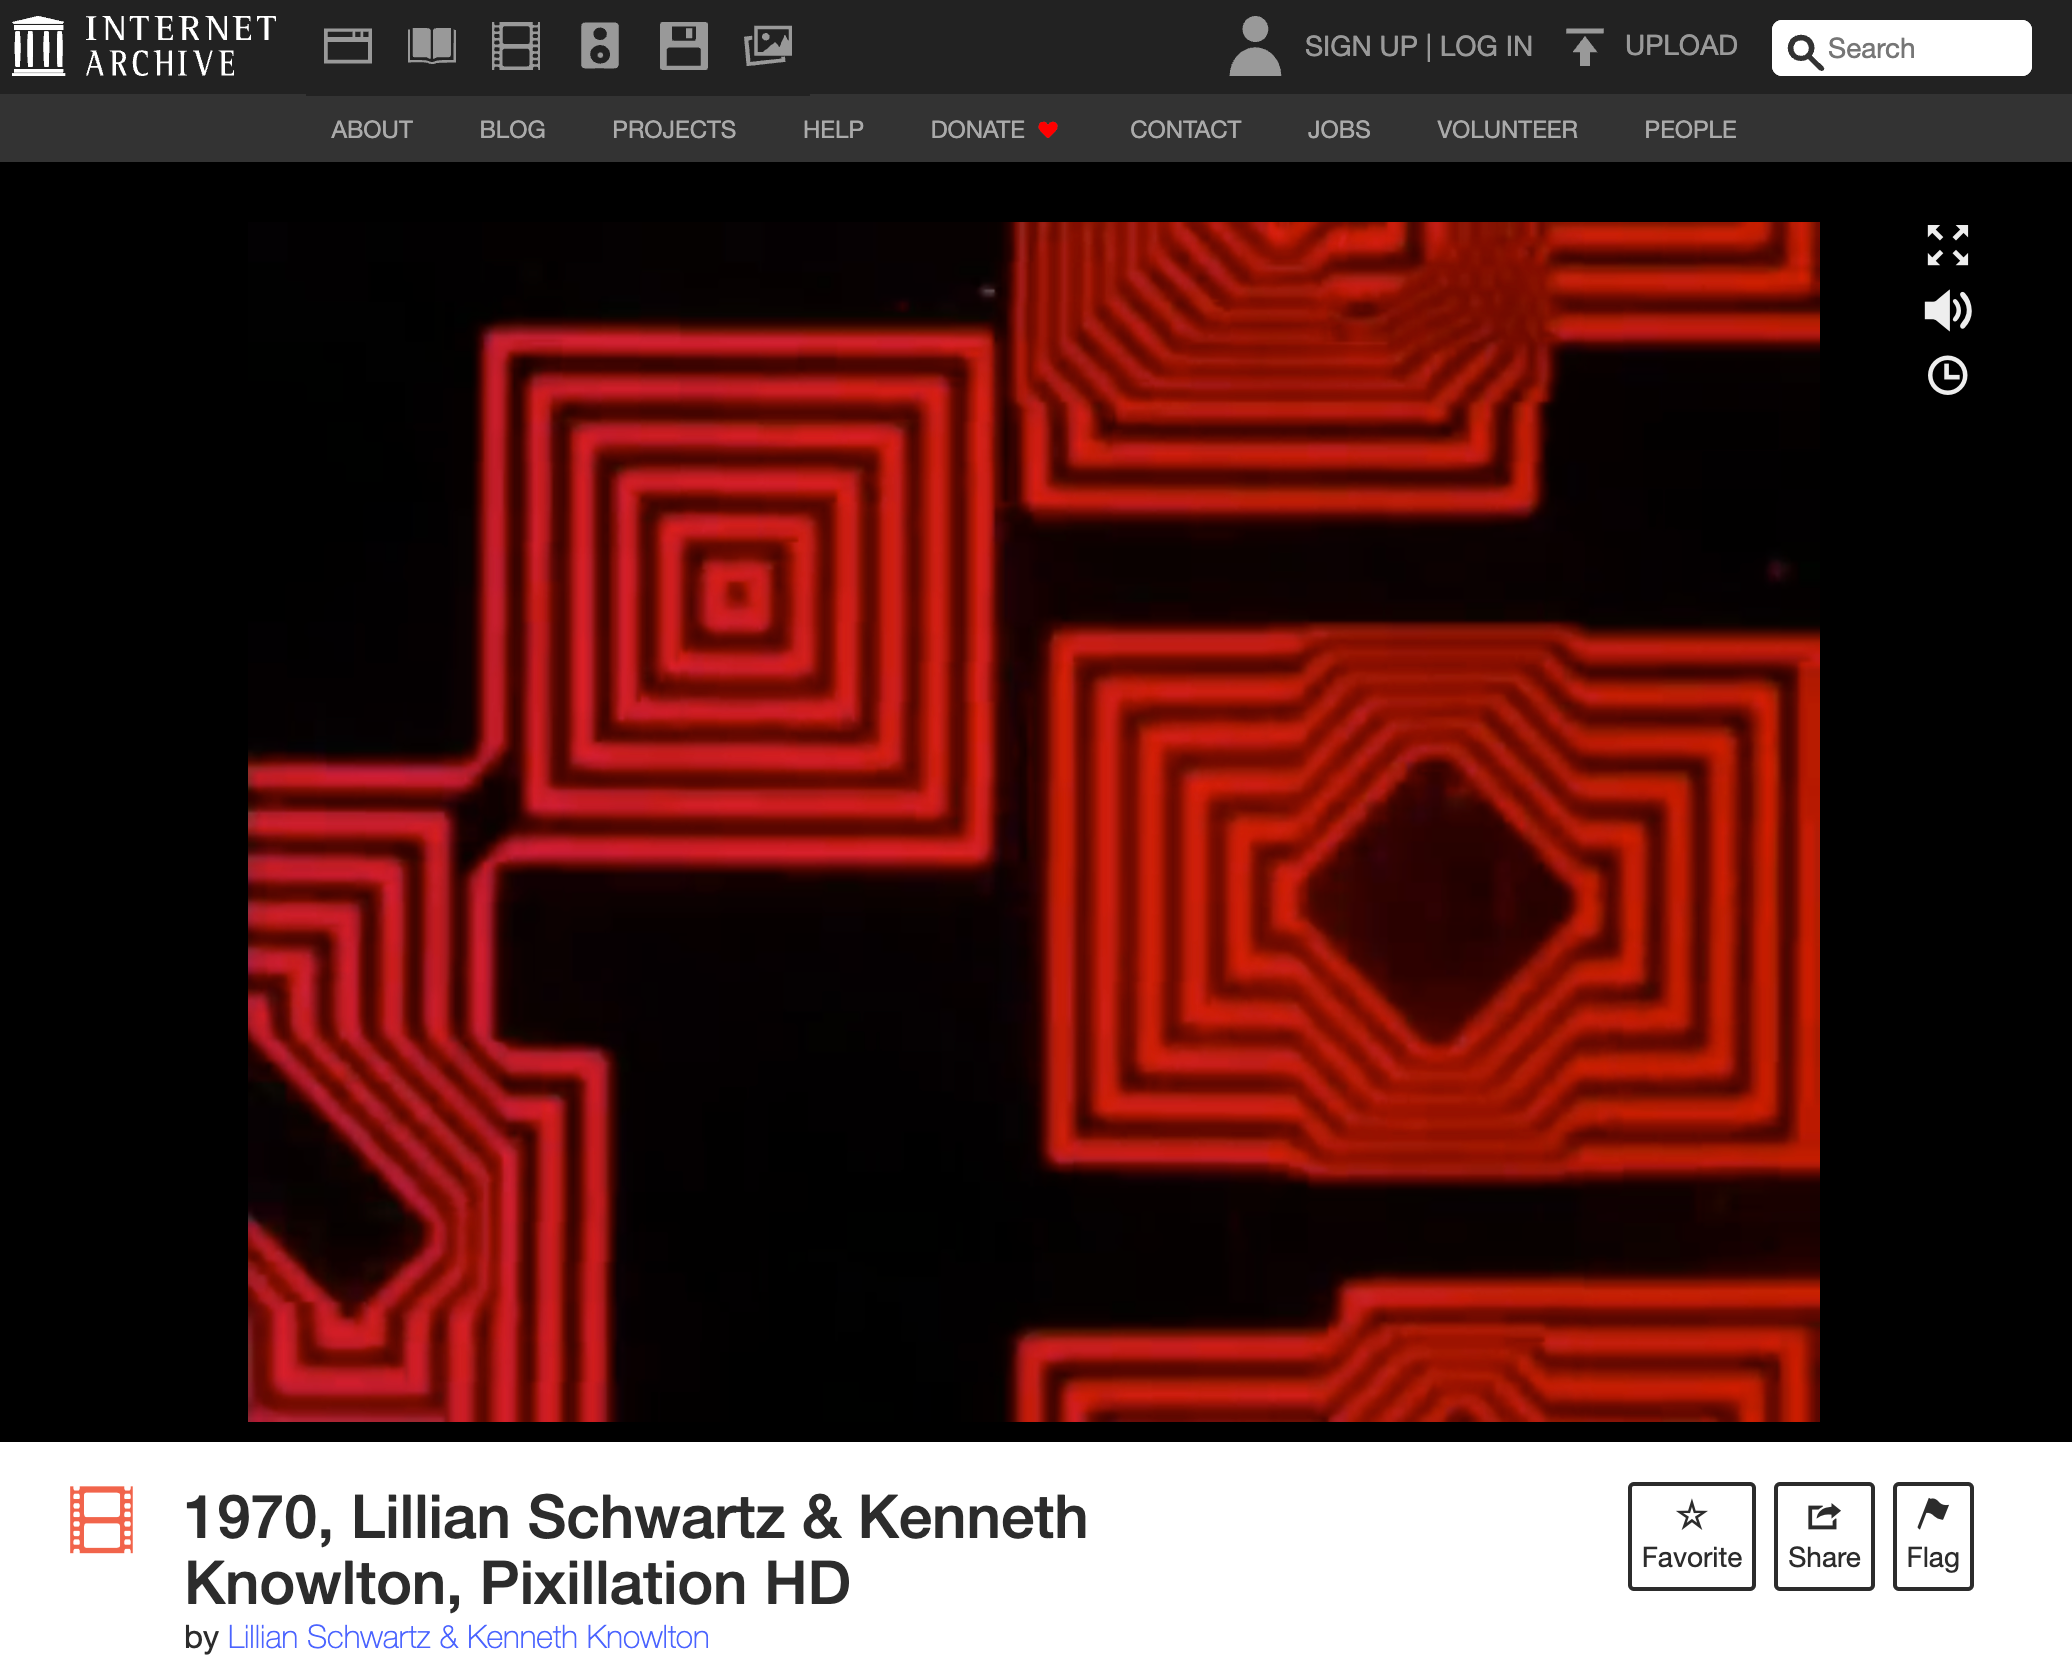 INTERNET
ARCHIVE
SIGN UP | LOG IN
UPLOAD
Search
ABOUT
BLOG
PROJECTS
HELP
DONATE
CONTACT
JOBS
VOLUNTEER
PEOPLE
1970, Lillian Schwartz & Kenneth
Knowlton, Pixillation HD
by Lillian Schwartz & Kenneth Knowlton
Favorite
Share
Flag